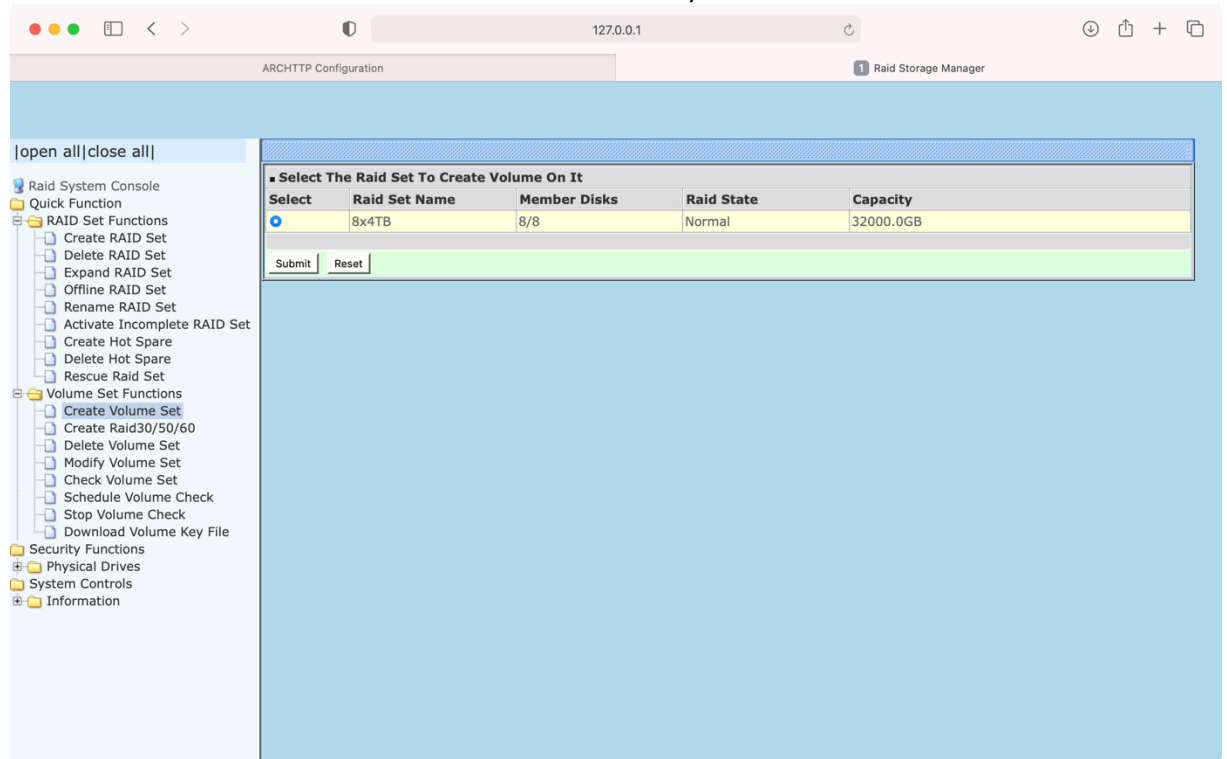 127.0.0.1
ARCHTTP Configuration
1 Raid Storage Manager
|open all|close all|
Raid System Console
Quick Function
RAID Set Functions
Create RAID Set
Delete RAID Set
Expand RAID Set
Offline RAID Set
Rename RAID Set
Activate Incomplete RAID Set
Create Hot Spare
Delete Hot Spare
Rescue Raid Set
Volume Set Functions
Create Volume Set
Create Raid30/50/60
Delete Volume Set
Modify Volume Set
Check Volume Set
Schedule Volume Check
Stop Volume Check
Download Volume Key File
Security Functions
Physical Drives
System Controls
Information
Select The Raid Set To Create Volume On It
Select Raid Set Name Member Disks Raid State Capacity
8x4TB 8/8 Normal 32000.0GB
Submit Reset